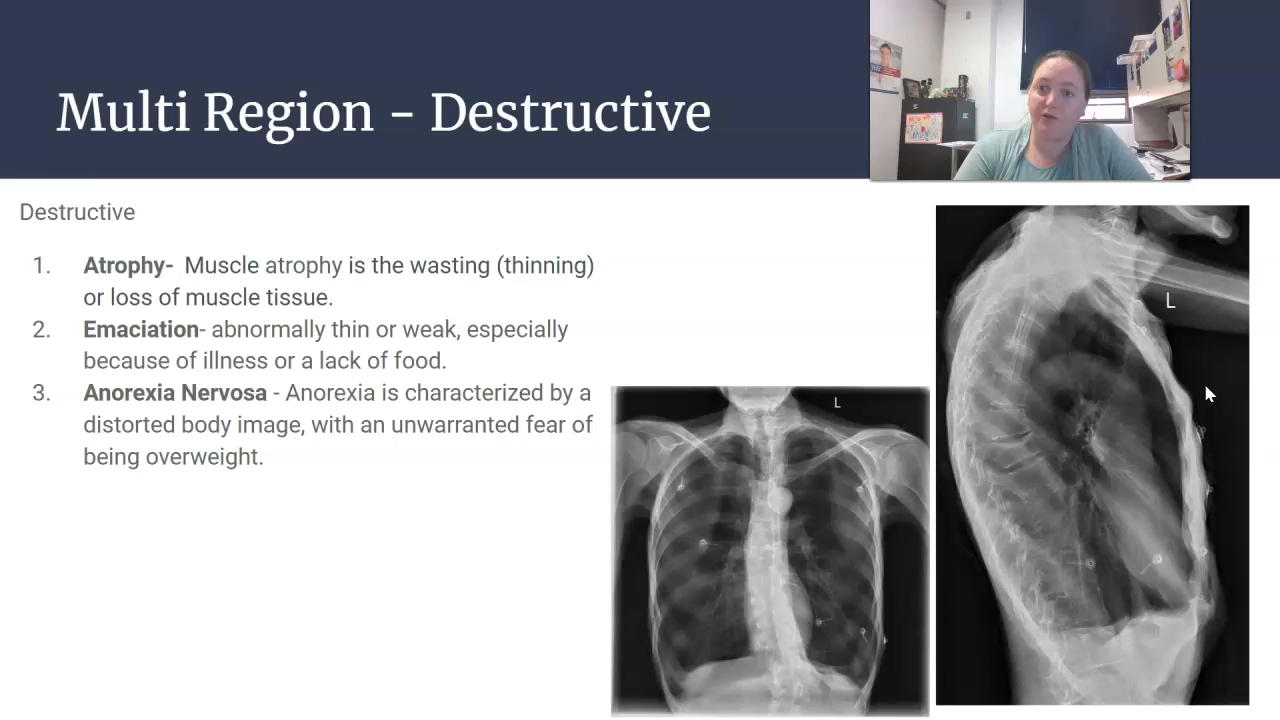 Multi Region - Destructive
Destructive
1. Atrophy- Muscle atrophy is the wasting (thinning)
or loss of muscle tissue.
2. Emaciation- abnormally thin or weak, especially
because of illness or a lack of food.
3. Anorexia Nervosa - Anorexia is characterized by a
distorted body image, with an unwarranted fear of
being overweight.
L
L